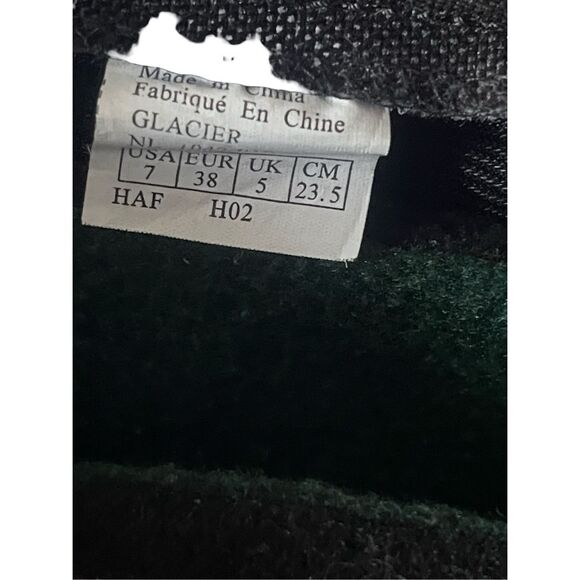 Made in China
Fabriqué En Chine
GLACIER
USA EUR UK CM
7 38 5 23.5
HAF H02